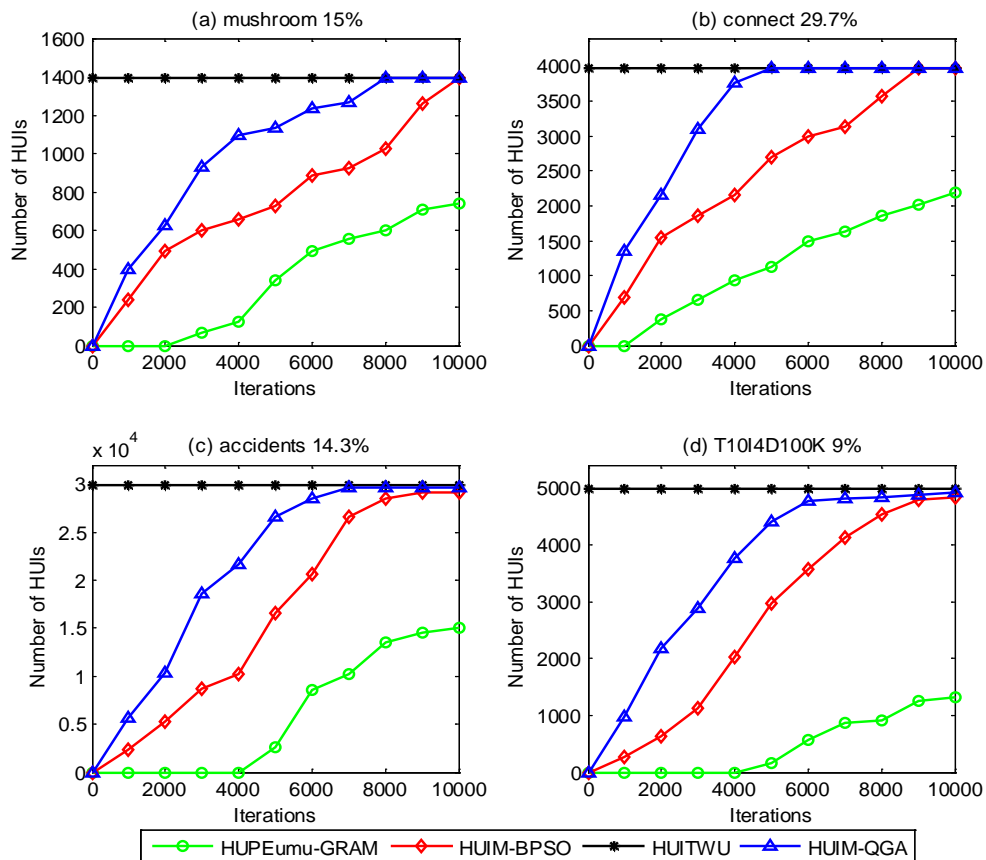 (a) mushroom 15%
Number of HUIs
1600
1400
1200
1000
800
600
400
200
0
0 2000 4000 6000 8000 10000
Iterations
(b) connect 29.7%
Number of HUIs
4000
3500
3000
2500
2000
1500
1000
500
0
0 2000 4000 6000 8000 10000
Iterations
(c) accidents 14.3%
x 10^4
Number of HUIs
3
2.5
2
1.5
1
0.5
0
0 2000 4000 6000 8000 10000
Iterations
(d) T10I4D100K 9%
Number of HUIs
5000
4000
3000
2000
1000
0
0 2000 4000 6000 8000 10000
Iterations
HUPEumu-GRAM HUIM-BPSO HUITWU HUIM-QGA